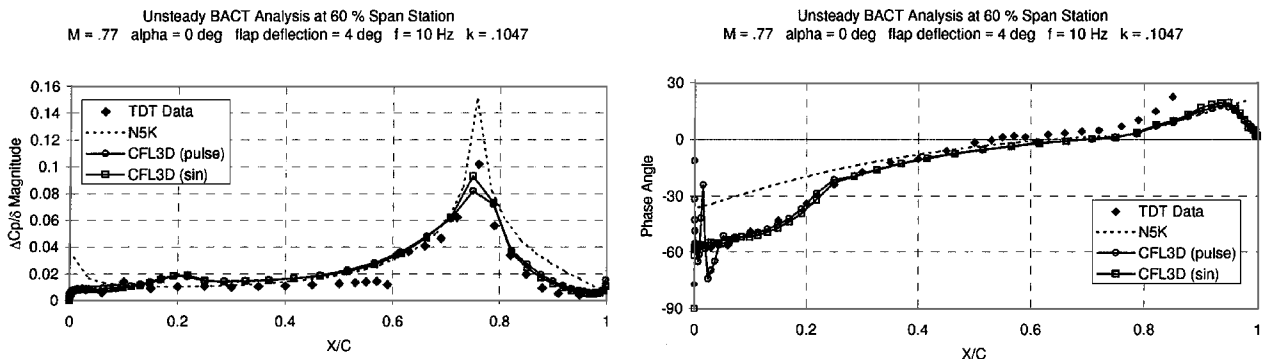 Unsteady BACT Analysis at 60 % Span Station
M = .77 alpha = 0 deg flap deflection = 4 deg f = 10 Hz k = .1047
ΔCp/δ Magnitude
0.16
0.14
0.12
0.1
0.08
0.06
0.04
0.02
0
TDT Data
N5K
CFL3D (pulse)
CFL3D (sin)
0
0.2
0.4
0.6
0.8
1
X/C
Unsteady BACT Analysis at 60 % Span Station
M = .77 alpha = 0 deg flap deflection = 4 deg f = 10 Hz k = .1047
Phase Angle
30
0
-30
-60
-90
TDT Data
N5K
CFL3D (pulse)
CFL3D (sin)
0
0.2
0.4
0.6
0.8
1
X/C